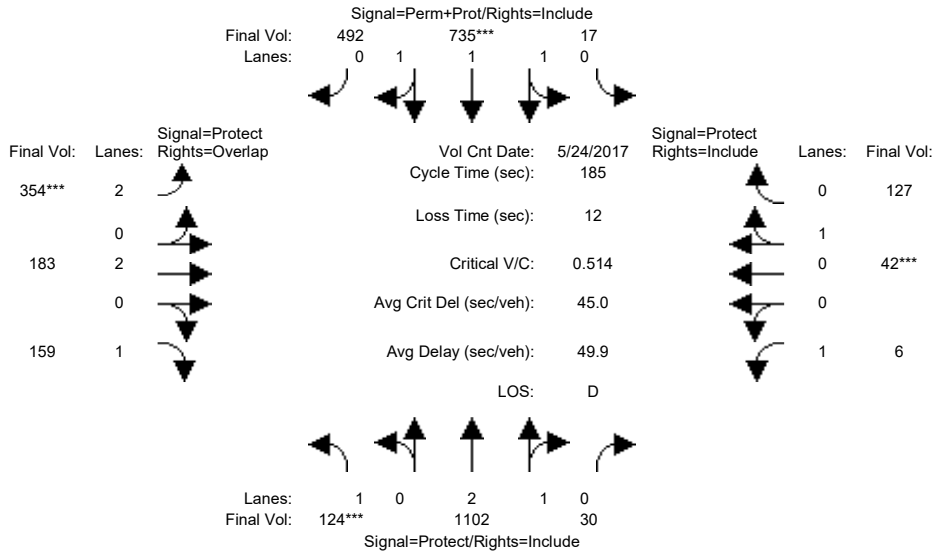 Signal=Perm+Prot/Rights=Include
Final Vol: 492 735*** 17
Lanes: 0 1 1 1 0
Signal=Protect Signal=Protect
Final Vol: Lanes: Rights=Overlap Vol Cnt Date: 5/24/2017 Rights=Include Lanes: Final Vol:
Cycle Time (sec): 185
354*** 2 0 127
Loss Time (sec): 12
0 1
183 2 Critical V/C: 0.514 0 42***
0 Avg Crit Del (sec/veh): 45.0 0
159 1 Avg Delay (sec/veh): 49.9 1 6
LOS: D
Lanes: 1 0 2 1 0
Final Vol: 124*** 1102 30
Signal=Protect/Rights=Include